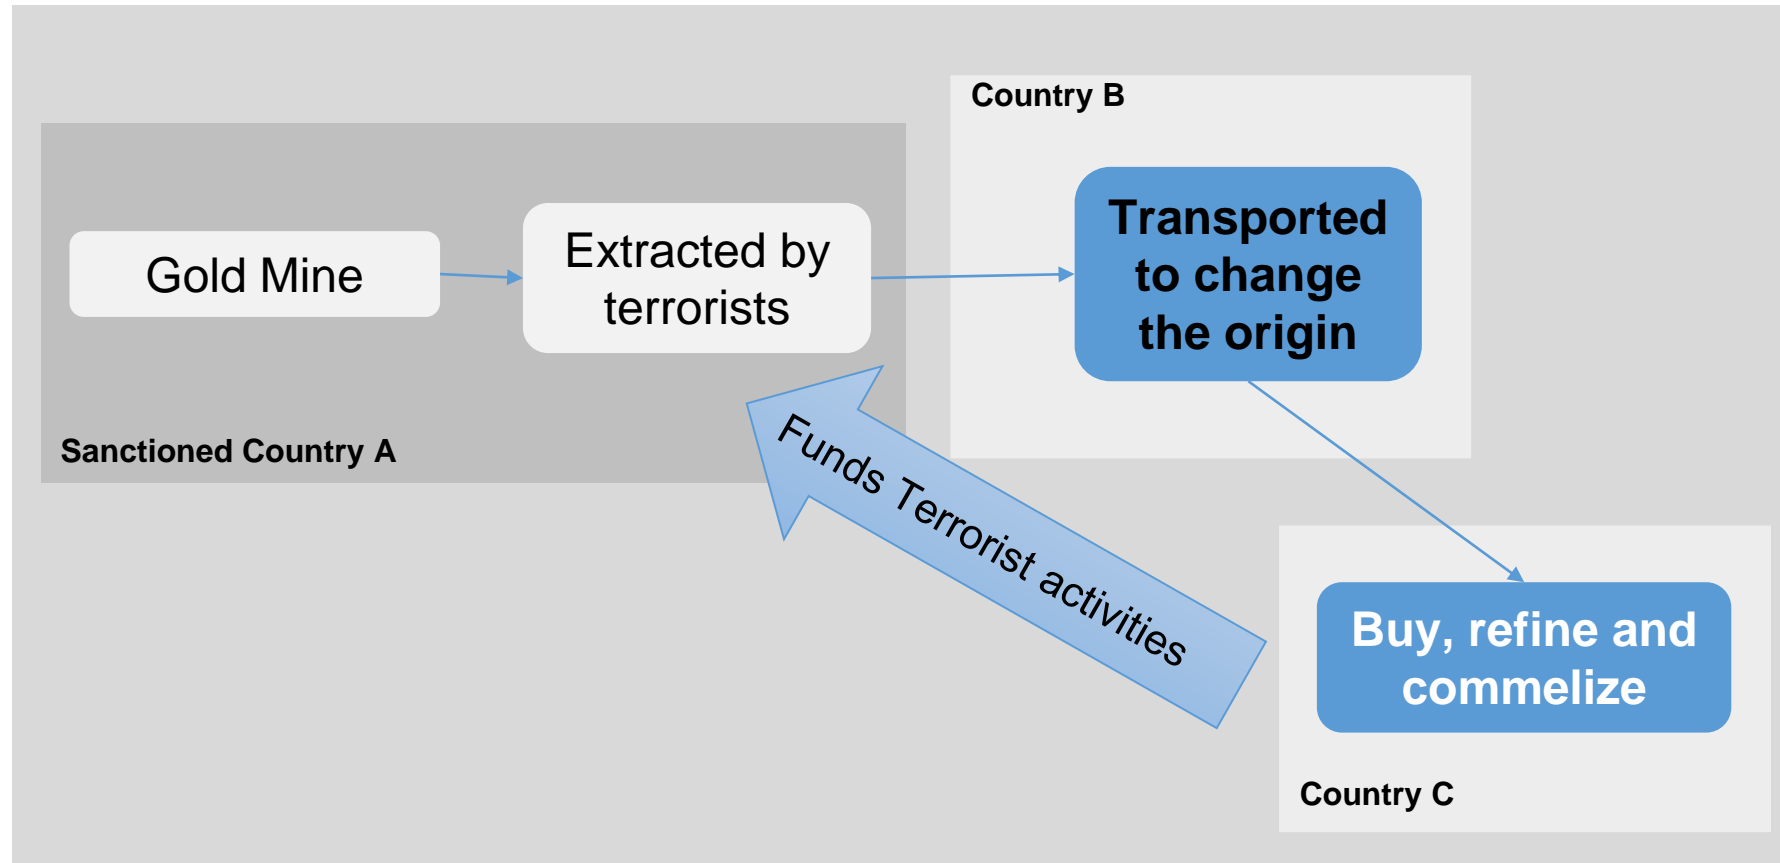 Country B
Gold Mine
Extracted by
terrorists
Transported
to change
the origin
Sanctioned Country A
Funds Terrorist activities
Buy, refine and
commelize
Country C